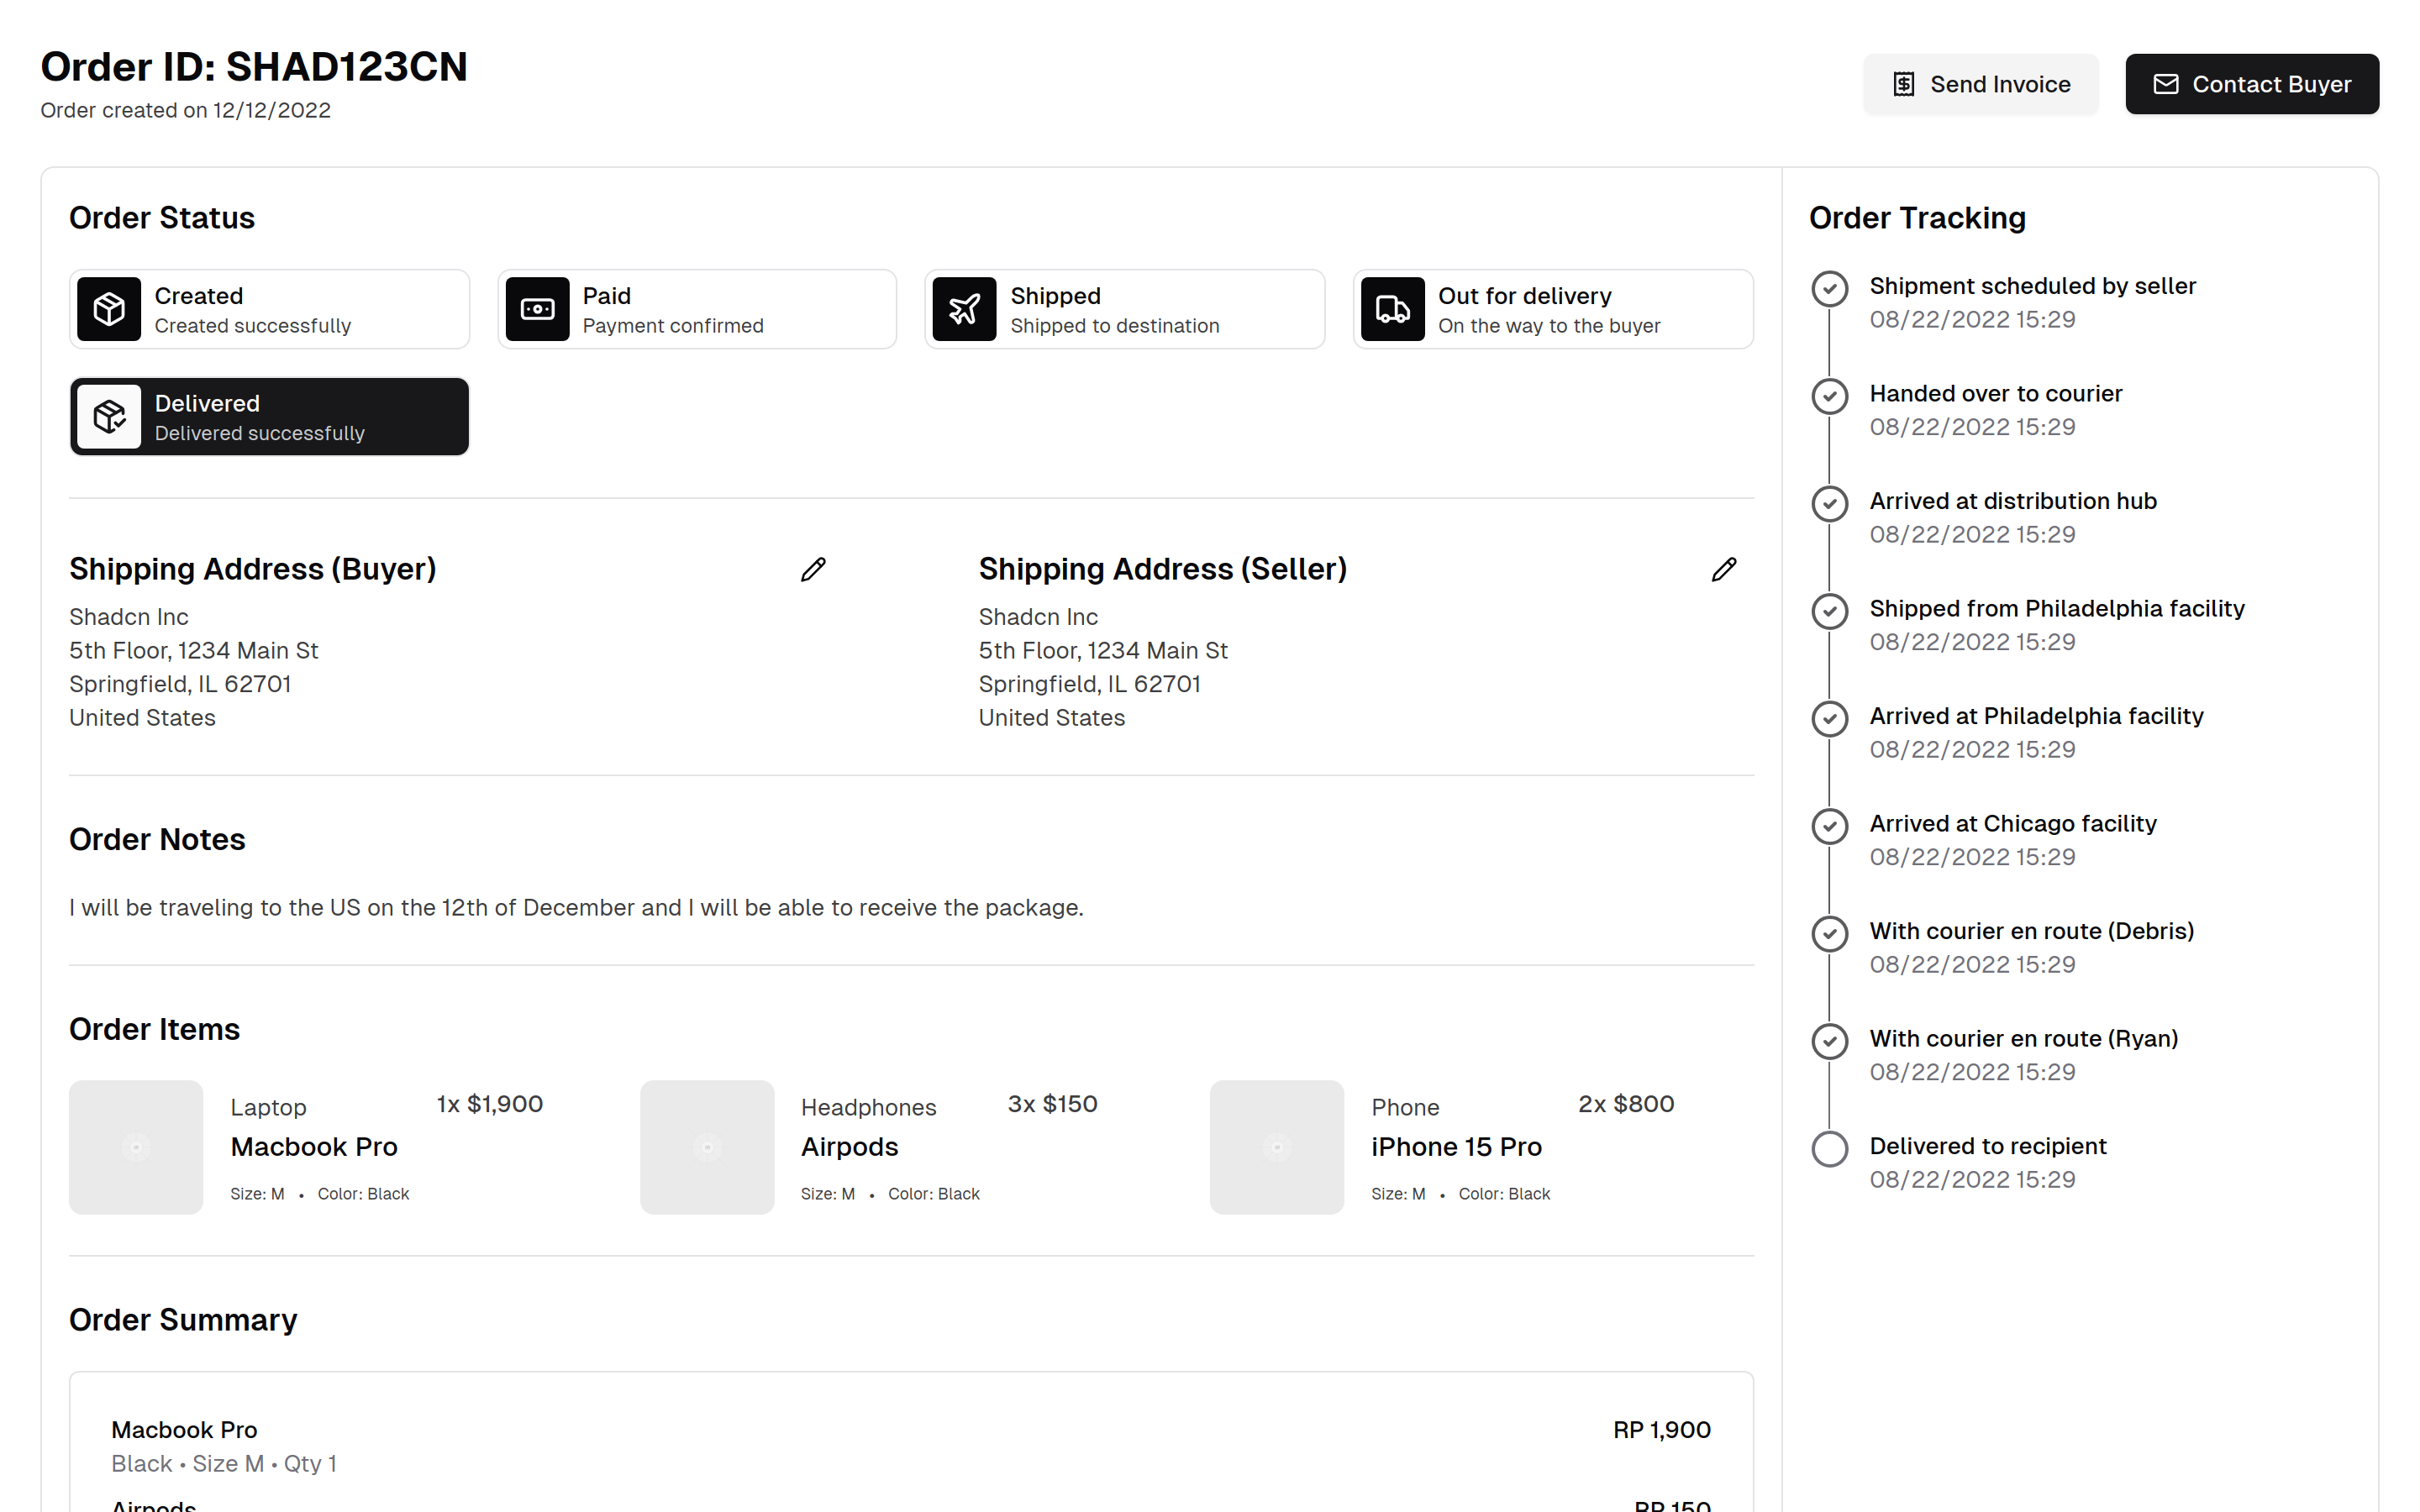 Order ID: SHAD123CN
Order created on 12/12/2022
Send Invoice
Contact Buyer
Order Status
Created
Created successfully
Paid
Payment confirmed
Shipped
Shipped to destination
Out for delivery
On the way to the buyer
Delivered
Delivered successfully
Shipping Address (Buyer)
Shadcn Inc
5th Floor, 1234 Main St
Springfield, IL 62701
United States
Shipping Address (Seller)
Shadcn Inc
5th Floor, 1234 Main St
Springfield, IL 62701
United States
Order Notes
I will be traveling to the US on the 12th of December and I will be able to receive the package.
Order Items
Laptop
1x $1,900
Macbook Pro
Size: M • Color: Black
Headphones
3x $150
Airpods
Size: M • Color: Black
Phone
2x $800
iPhone 15 Pro
Size: M • Color: Black
Order Summary
Macbook Pro
RP 1,900
Black • Size M • Qty 1
Airpods
RP 150
Order Tracking
Shipment scheduled by seller
08/22/2022 15:29
Handed over to courier
08/22/2022 15:29
Arrived at distribution hub
08/22/2022 15:29
Shipped from Philadelphia facility
08/22/2022 15:29
Arrived at Philadelphia facility
08/22/2022 15:29
Arrived at Chicago facility
08/22/2022 15:29
With courier en route (Debris)
08/22/2022 15:29
With courier en route (Ryan)
08/22/2022 15:29
Delivered to recipient
08/22/2022 15:29